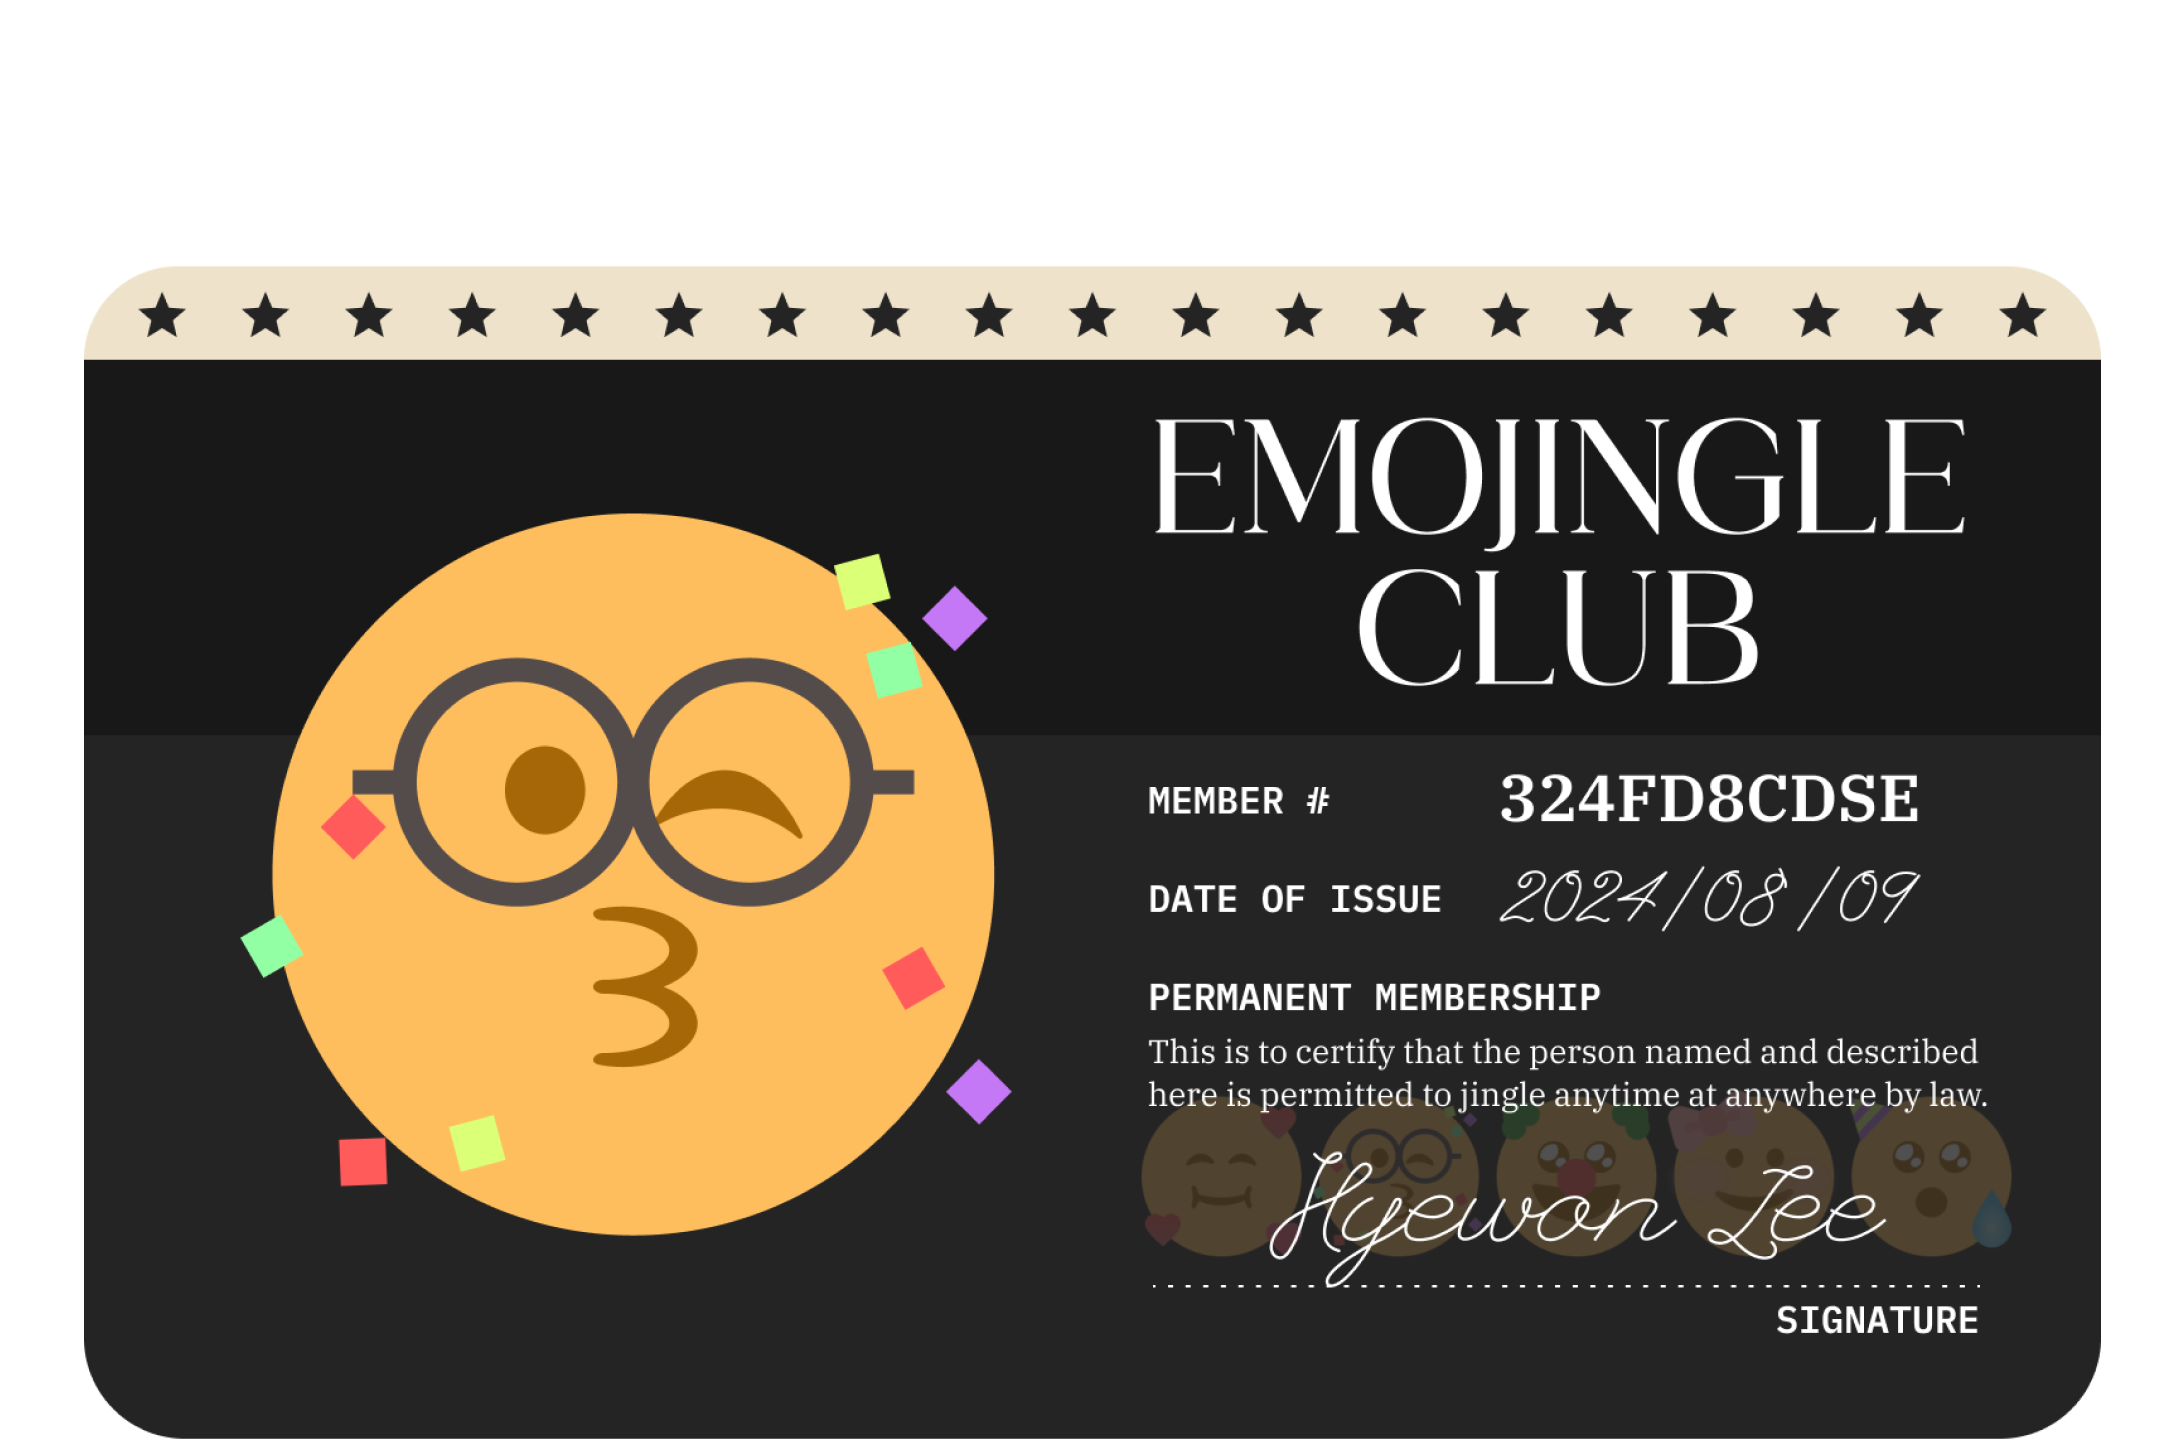 EMOJINGLE
CLUB
MEMBER # 324FD8CDSE
DATE OF ISSUE 2024/08/09
PERMANENT MEMBERSHIP
This is to certify that the person named and described
here is permitted to jingle anytime at anywhere by law.
Hyewon Lee
SIGNATURE